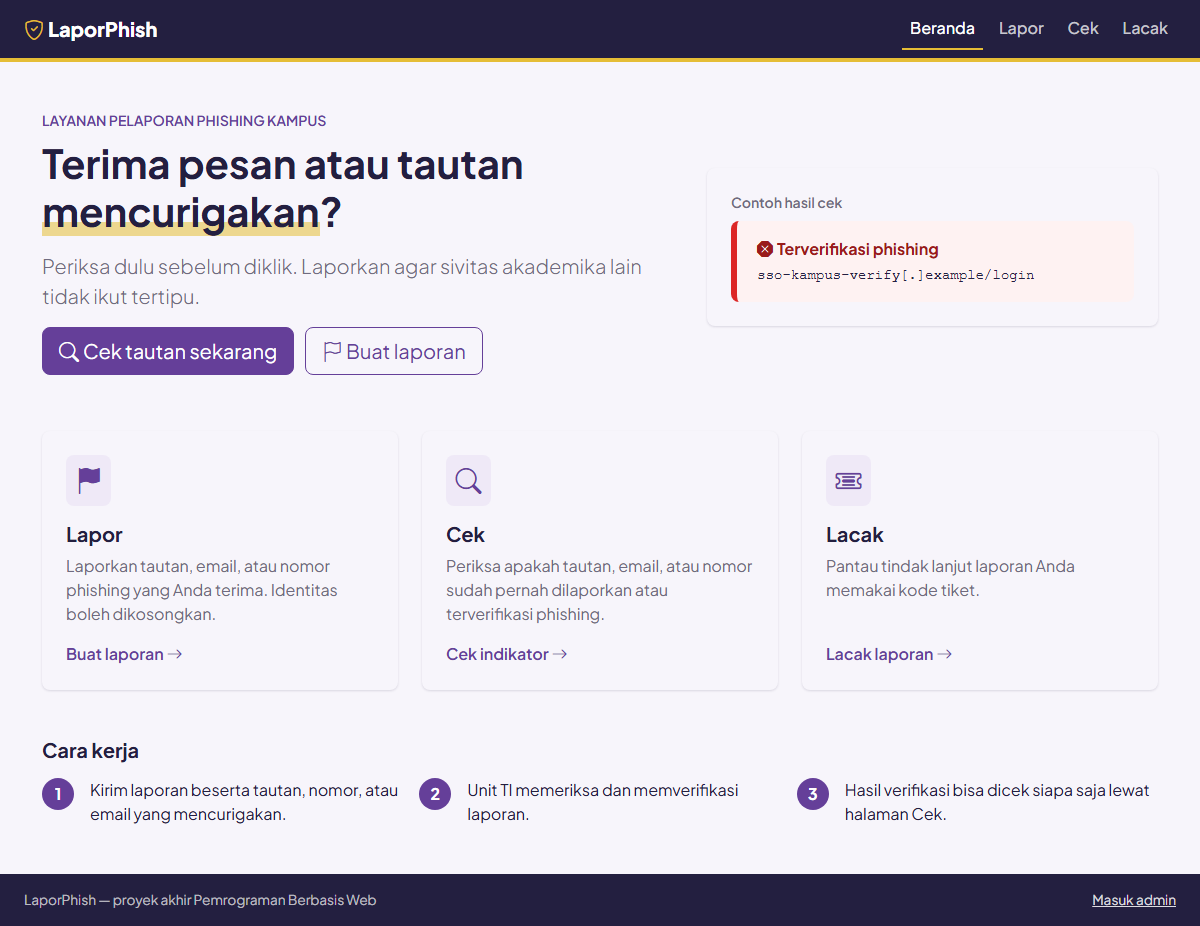 LaporPhish
Beranda Lapor Cek Lacak
LAYANAN PELAPORAN PHISHING KAMPUS
Terima pesan atau tautan
mencurigakan?
Periksa dulu sebelum diklik. Laporkan agar sivitas akademika lain
tidak ikut tertipu.
Cek tautan sekarang
Buat laporan
Contoh hasil cek
Terverifikasi phishing
sso-kampus-verify[.]example/login
Lapor
Laporkan tautan, email, atau nomor
phishing yang Anda terima. Identitas
boleh dikosongkan.
Buat laporan →
Cek
Periksa apakah tautan, email, atau nomor
sudah pernah dilaporkan atau
terverifikasi phishing.
Cek indikator →
Lacak
Pantau tindak lanjut laporan Anda
memakai kode tiket.
Lacak laporan →
Cara kerja
1
Kirim laporan beserta tautan, nomor, atau
email yang mencurigakan.
2
Unit TI memeriksa dan memverifikasi
laporan.
3
Hasil verifikasi bisa dicek siapa saja lewat
halaman Cek.
LaporPhish — proyek akhir Pemrograman Berbasis Web
Masuk admin